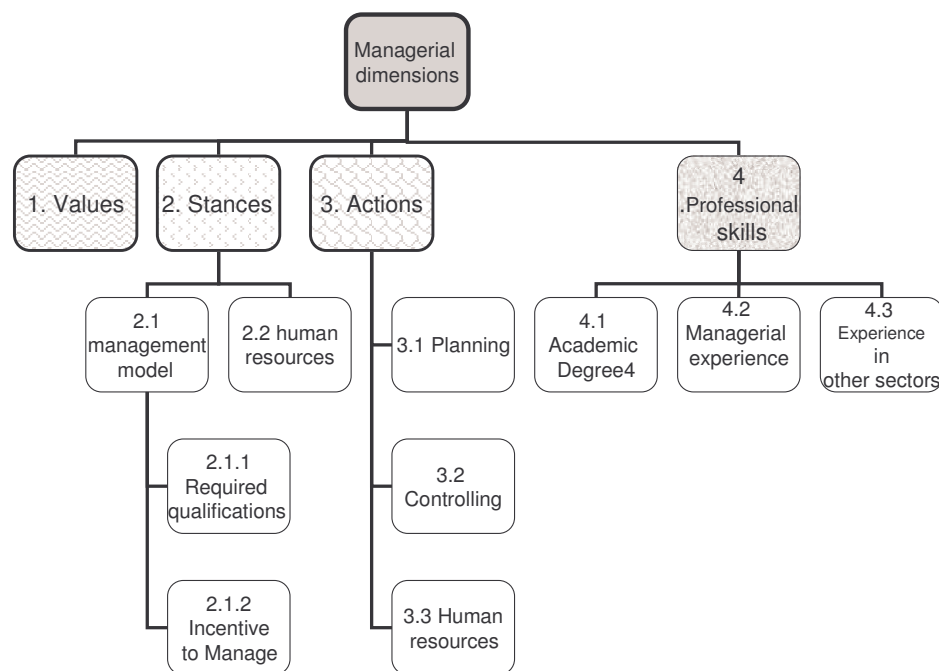 Managerial
dimensions
1. Values
2. Stances
3. Actions
4
.Professional
skills
2.1
management
model
2.2 human
resources
3.1 Planning
4.1
Academic
Degree4
4.2
Managerial
experience
4.3
Experience
in
other sectors
2.1.1
Required
qualifications
3.2
Controlling
2.1.2
Incentive
to Manage
3.3 Human
resources